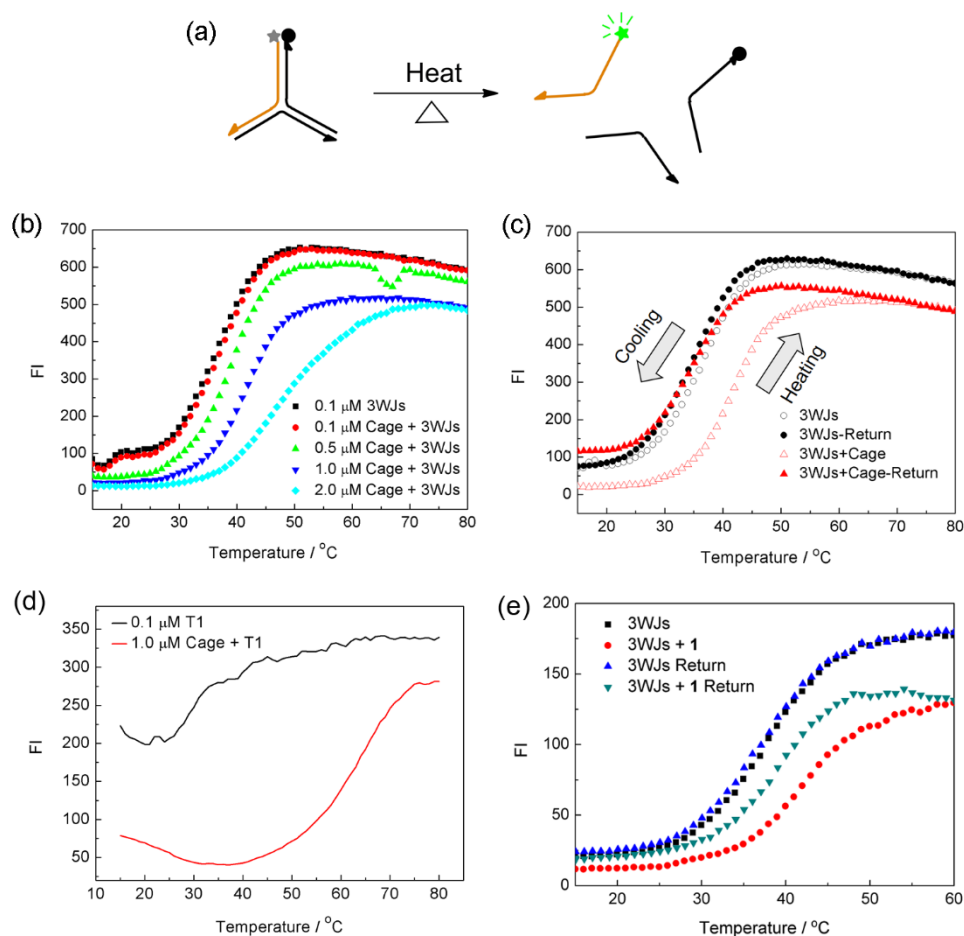 (a)
Heat
(b)
700
600
500
400
300
200
100
0
FI
20 30 40 50 60 70 80
Temperature / °C
0.1 μM 3WJs
0.1 μM Cage + 3WJs
0.5 μM Cage + 3WJs
1.0 μM Cage + 3WJs
2.0 μM Cage + 3WJs
(c)
700
600
500
400
300
200
100
0
FI
20 30 40 50 60 70 80
Temperature / °C
Cooling
Heating
3WJs
3WJs-Return
3WJs+Cage
3WJs+Cage-Return
(d)
350
300
250
200
150
100
50
FI
10 20 30 40 50 60 70 80
Temperature / °C
0.1 μM T1
1.0 μM Cage + T1
(e)
200
150
100
50
0
FI
20 30 40 50 60
Temperature / °C
3WJs
3WJs + 1
3WJs Return
3WJs + 1 Return